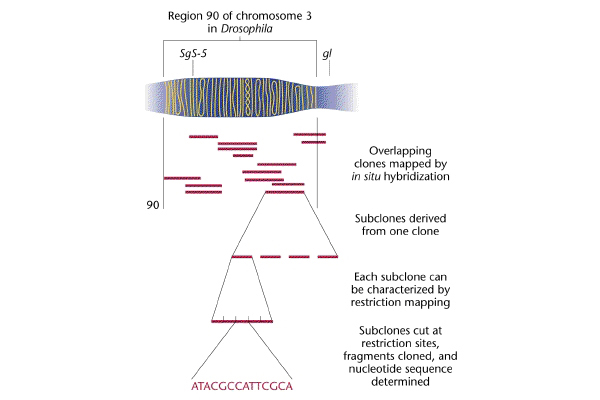 Region 90 of chromosome 3
in Drosophila
SgS-5
gl
Overlapping
clones mapped by
in situ hybridization
90
Subclones derived
from one clone
Each subclone can
be characterized by
restriction mapping
Subclones cut at
restriction sites,
fragments cloned, and
nucleotide sequence
determined
ATACGCCATTCGCA